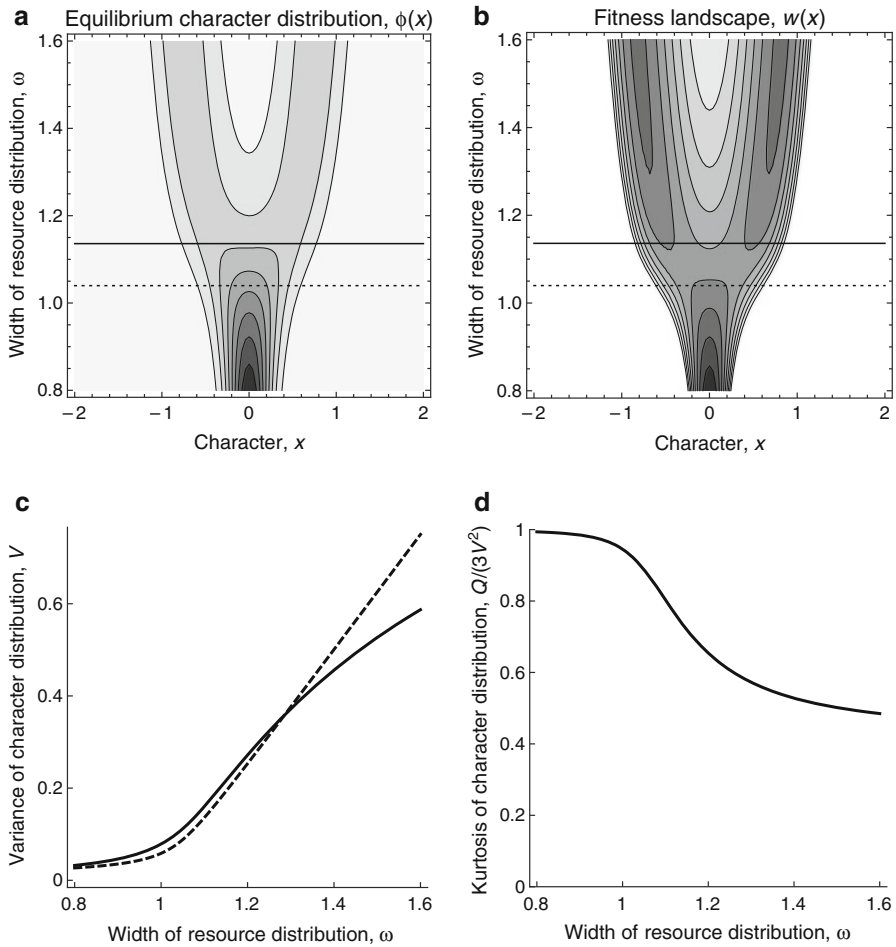 a Equilibrium character distribution, ϕ(x)
1.6
1.4
1.2
1.0
0.8
Width of resource distribution, ω
−2 −1 0 1 2
Character, x
b Fitness landscape, w(x)
1.6
1.4
1.2
1.0
0.8
Width of resource distribution, ω
−2 −1 0 1 2
Character, x
c
0.6
0.4
0.2
0
Variance of character distribution, V
0.8 1 1.2 1.4 1.6
Width of resource distribution, ω
d
1
0.8
0.6
0.4
0.2
0
Kurtosis of character distribution, Q/(3V²)
0.8 1 1.2 1.4 1.6
Width of resource distribution, ω